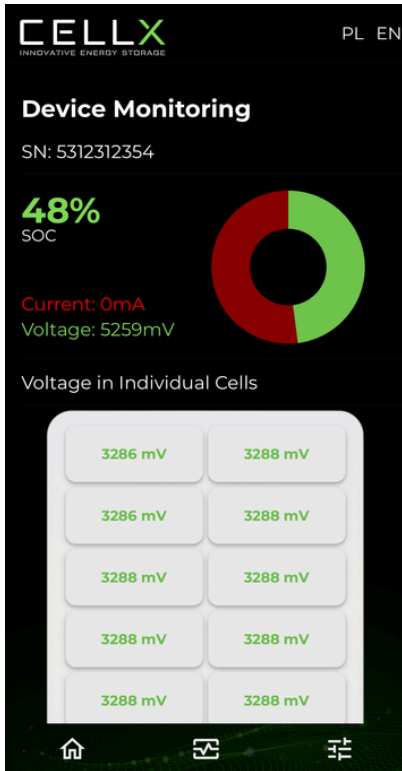 CELLX
INNOVATIVE ENERGY STORAGE
PL EN
Device Monitoring
SN: 5312312354
48%
SOC
Current: 0mA
Voltage: 5259mV
Voltage in Individual Cells
3286 mV 3288 mV
3286 mV 3288 mV
3288 mV 3288 mV
3288 mV 3288 mV
3288 mV 3288 mV